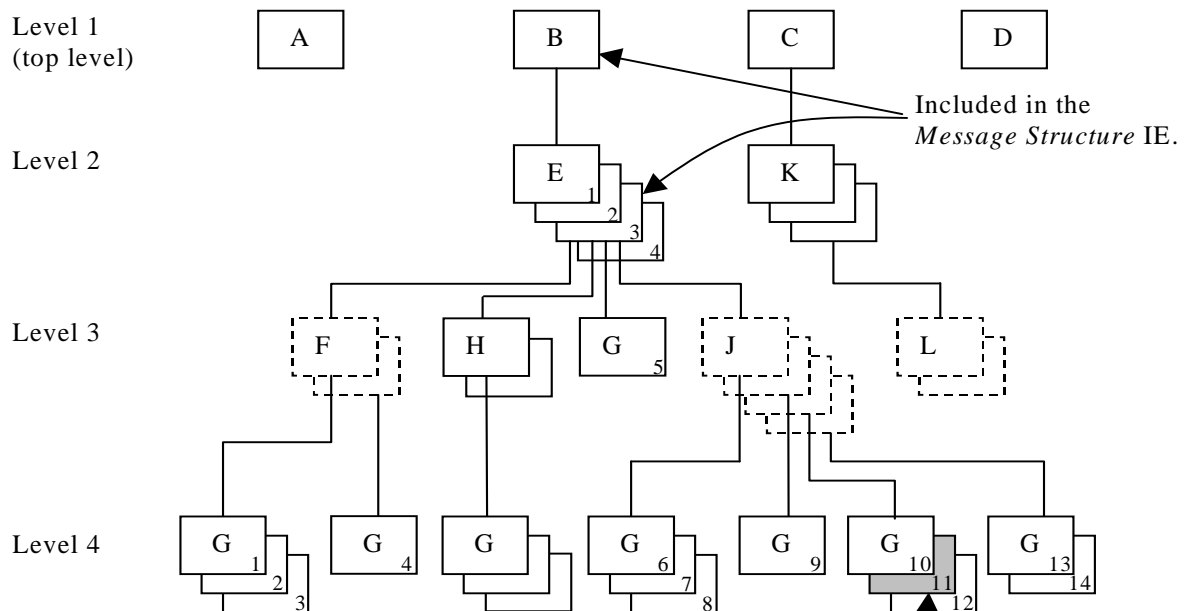 Level 1
(top level)
A
B
C
D
Included in the
Message Structure IE.
Level 2
E
1
2
3
4
K
Level 3
F
H
G
5
J
L
Level 4
G
1
2
3
G
4
G
G
6
7
8
G
9
G
10
11
12
G
13
14